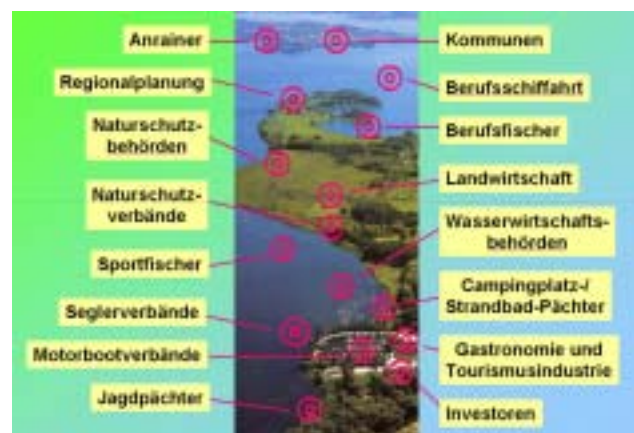 Anrainer
Regionalplanung
Naturschutz-
behörden
Naturschutz-
verbände
Sportfischer
Seglerverbände
Motorbootverbände
Jagdpächter
Kommunen
Berufsschiffahrt
Berufsfischer
Landwirtschaft
Wasserwirtschafts-
behörden
Campingplatz-/
Strandbad-Pächter
Gastronomie und
Tourismusindustrie
Investoren